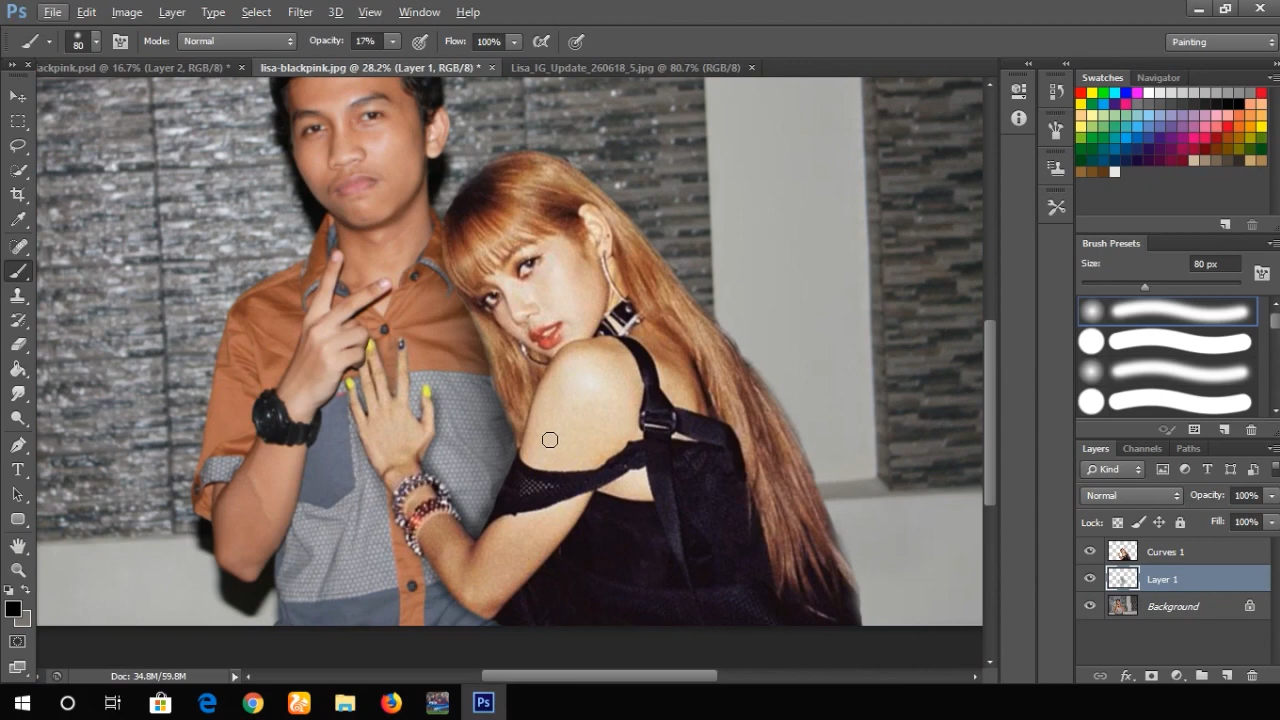 Ps File Edit Image Layer Type Select Filter 3D View Window Help
80 Mode: Normal Opacity: 17% Flow: 100% Painting
ackpink.psd @ 16.7% (Layer 2, RGB/8) * × lisa-blackpink.jpg @ 28.2% (Layer 1, RGB/8) * × Lisa_IG_Update_260618_5.jpg @ 80.7% (RGB/8) ×
Swatches Navigator
Brush Presets
Size: 80 px
Layers Channels Paths
Kind
Normal Opacity: 100%
Lock: Fill: 100%
Curves 1
Layer 1
Background
Doc: 34.8M/59.8M
Ps